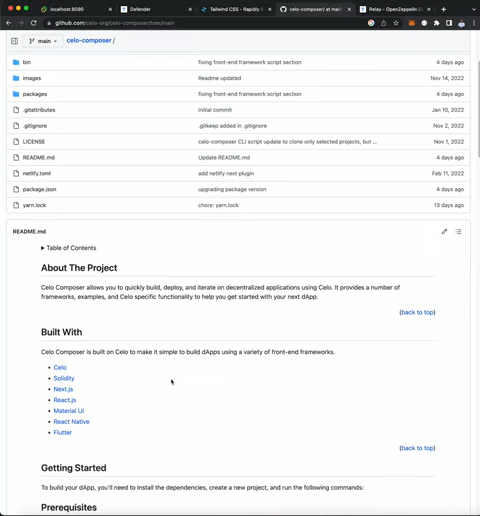 localhost:8090
Defender
Tailwind CSS - Rapidly b
celo-composer/ at main
Relay - OpenZeppelin D
github.com/celo-org/celo-composer/tree/main
main
celo-composer /
bin fixing front-end framework script section 4 days ago
images Readme updated Nov 14, 2022
packages fixing front-end framework script section 4 days ago
.gitattributes Initial commit Jan 10, 2022
.gitignore .gitkeep added in .gitignore Nov 2, 2022
LICENSE celo-composer CLI script update to clone only selected projects, but ... Nov 1, 2022
README.md Update README.md 4 days ago
netlify.toml add netlify next plugin Feb 11, 2022
package.json upgrading package version 4 days ago
yarn.lock chore: yarn.lock 13 days ago
README.md
Table of Contents
About The Project
Celo Composer allows you to quickly build, deploy, and iterate on decentralized applications using Celo. It provides a number of
frameworks, examples, and Celo specific functionality to help you get started with your next dApp.
(back to top)
Built With
Celo Composer is built on Celo to make it simple to build dApps using a variety of front-end frameworks.
• Celo
• Solidity
• Next.js
• React.js
• Material UI
• React Native
• Flutter
(back to top)
Getting Started
To build your dApp, you'll need to install the dependencies, create a new project, and run the following commands:
Prerequisites